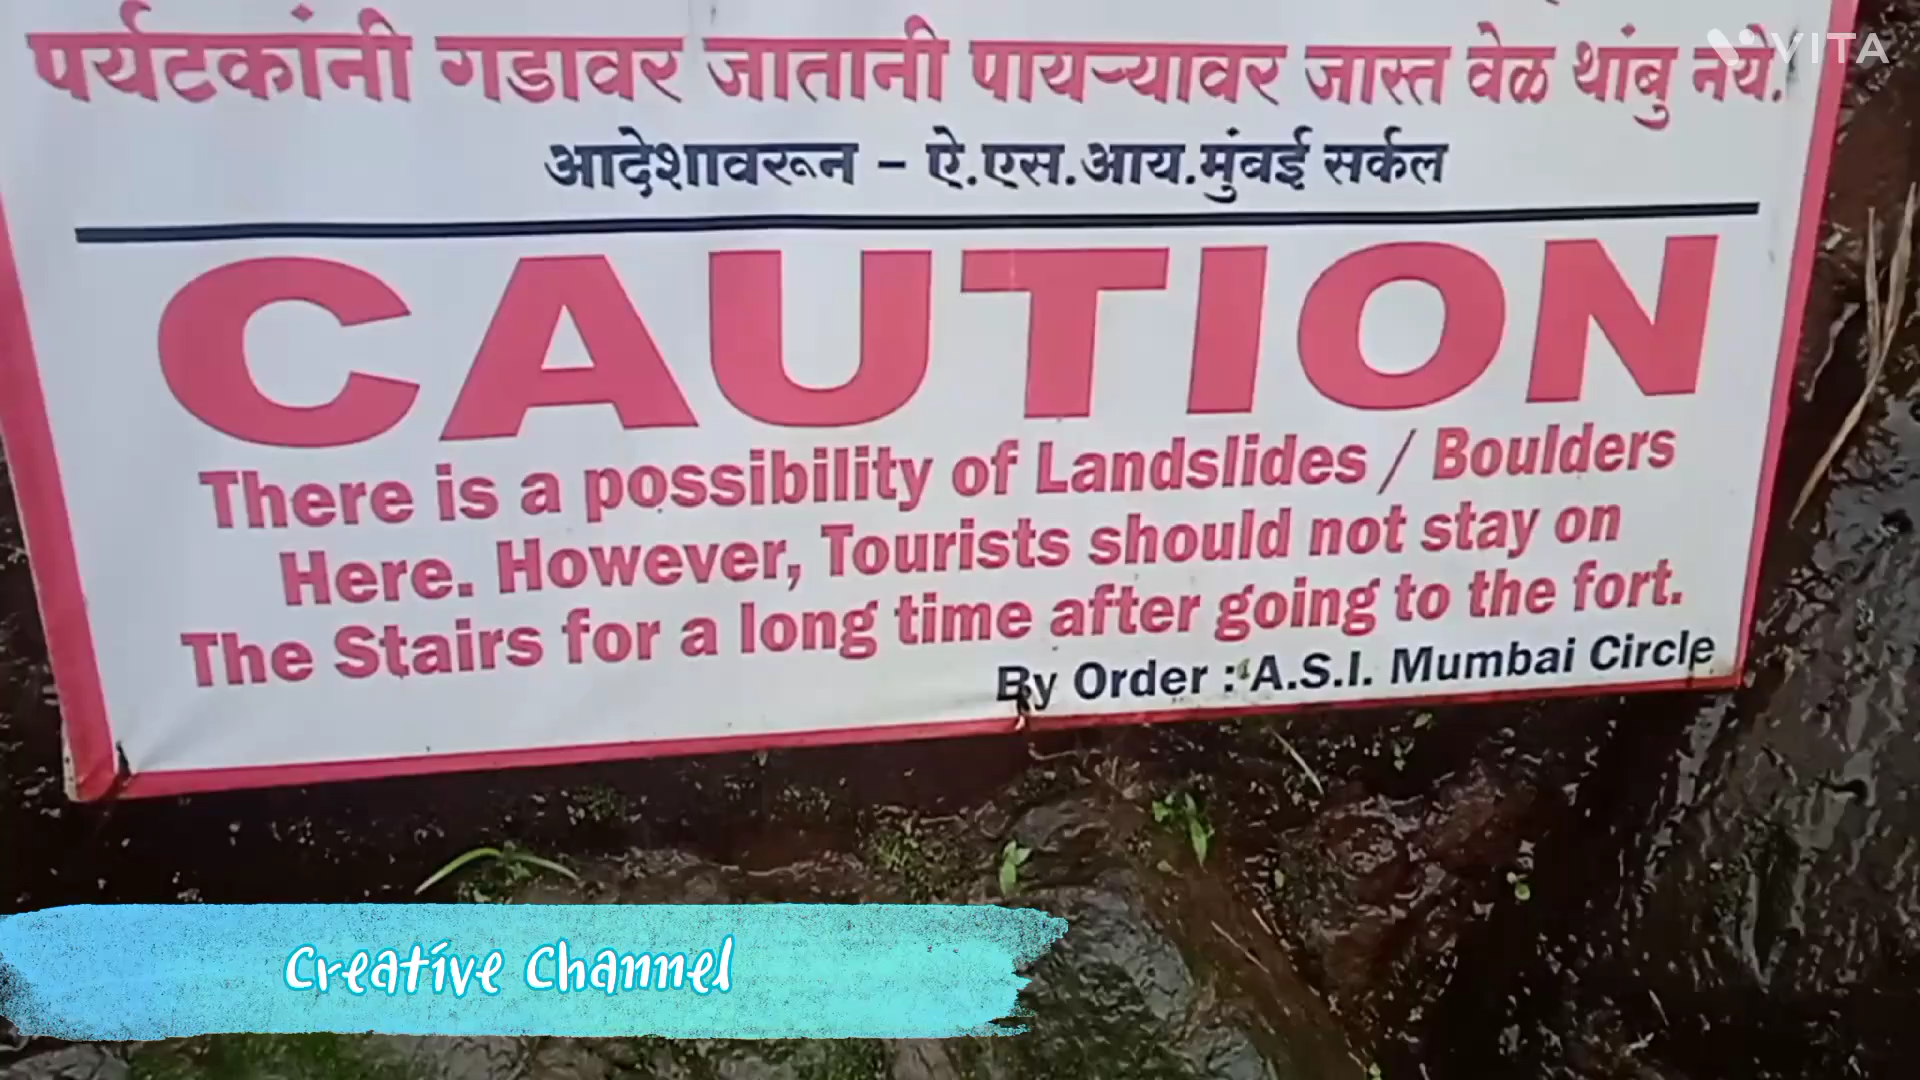 पर्यटकांनी गडावर जातानी पायऱ्यावर जास्त वेळ थांबु नये.
VITA
आदेशावरून – ऐ.एस.आय.मुंबई सर्कल
CAUTION
There is a possibility of Landslides / Boulders
Here. However, Tourists should not stay on
The Stairs for a long time after going to the fort.
By Order : A.S.I. Mumbai Circle
Creative Channel